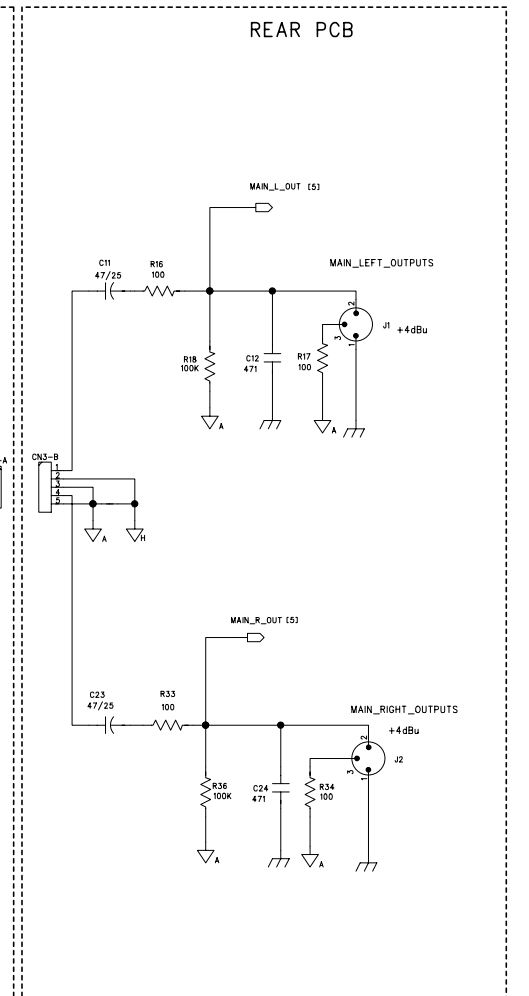 REAR PCB
MAIN_L_OUT [5]
C11
47/25
R16
100
MAIN_LEFT_OUTPUTS
2
J1
+4dBu
3
1
R18
100K
C12
471
R17
100
A
A
-A
CN3-B
1
2
3
4
5
A
H
MAIN_R_OUT [5]
C23
47/25
R33
100
MAIN_RIGHT_OUTPUTS
+4dBu
2
J2
3
1
R36
100K
C24
471
R34
100
A
A